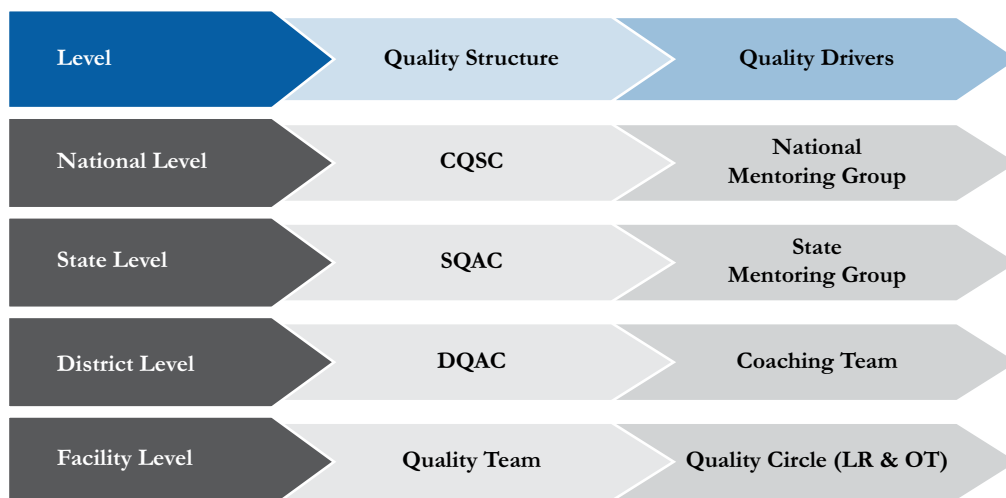 Level
Quality Structure
Quality Drivers
National Level
CQSC
National
Mentoring Group
State Level
SQAC
State
Mentoring Group
District Level
DQAC
Coaching Team
Facility Level
Quality Team
Quality Circle (LR & OT)